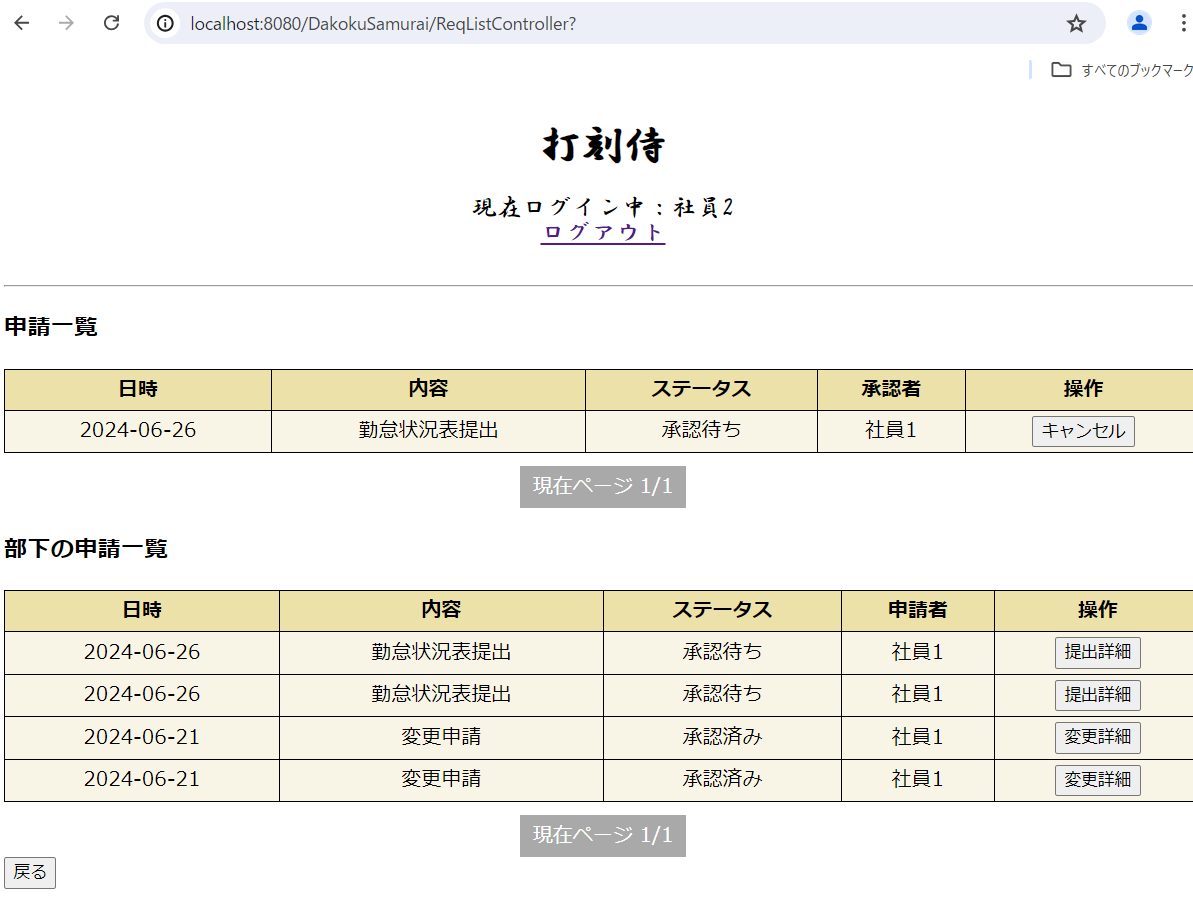 localhost:8080/DakokuSamurai/ReqListController?
すべてのブックマーク
打刻侍
現在ログイン中：社員2
ログアウト
申請一覧
日時 内容 ステータス 承認者 操作
2024-06-26 勤怠状況表提出 承認待ち 社員1 キャンセル
現在ページ 1/1
部下の申請一覧
日時 内容 ステータス 申請者 操作
2024-06-26 勤怠状況表提出 承認待ち 社員1 提出詳細
2024-06-26 勤怠状況表提出 承認待ち 社員1 提出詳細
2024-06-21 変更申請 承認済み 社員1 変更詳細
2024-06-21 変更申請 承認済み 社員1 変更詳細
現在ページ 1/1
戻る